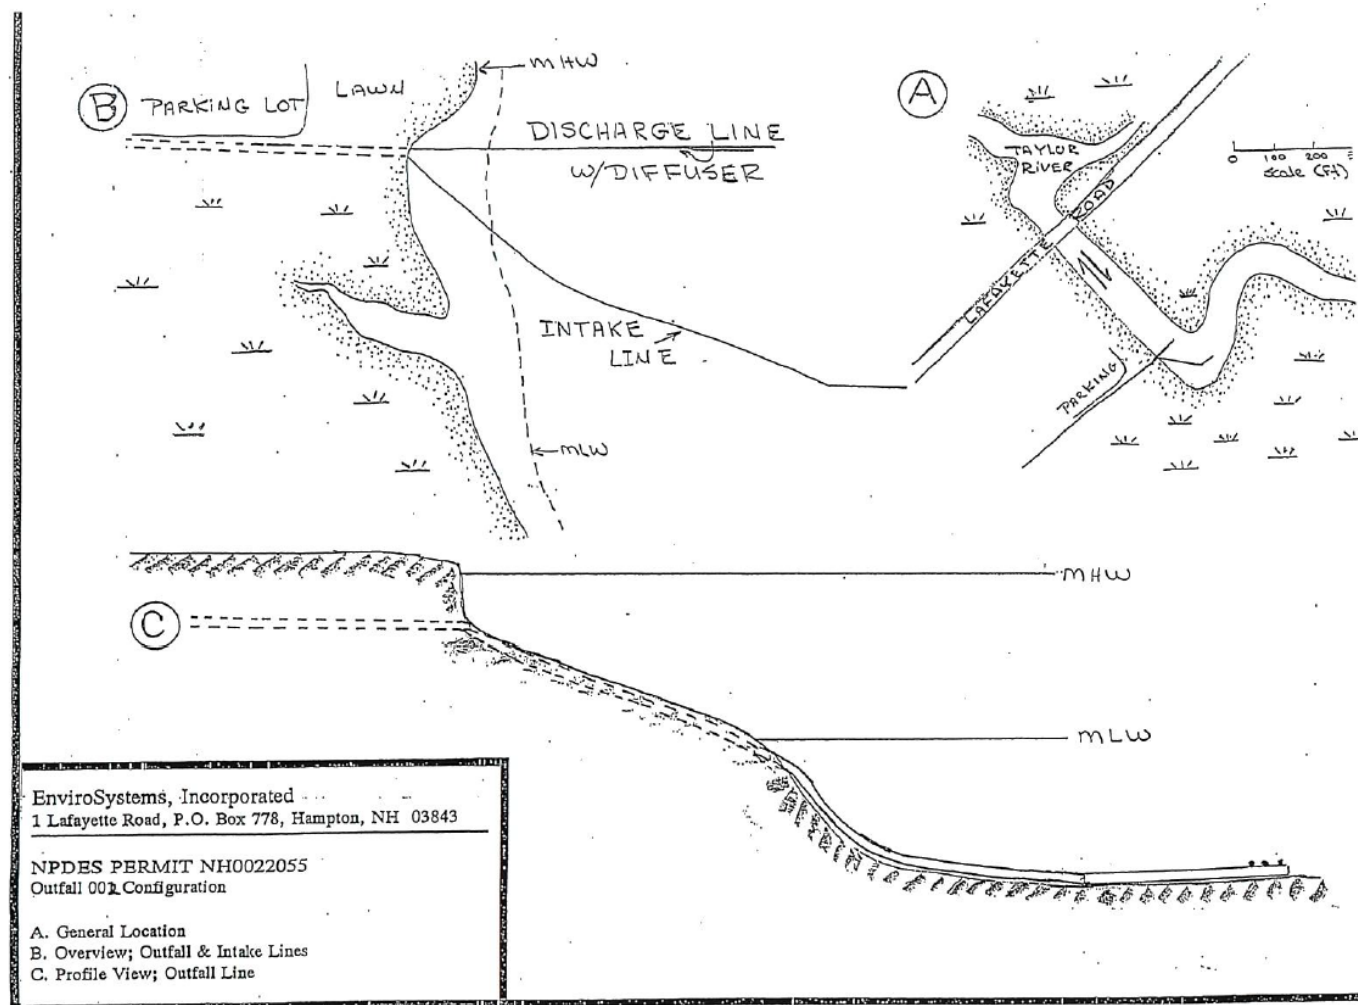 B PARKING LOT
LAWN
MHW
DISCHARGE LINE
W/DIFFUSER
INTAKE
LINE
MLW
A
TAYLOR
RIVER
LAFAYETTE ROAD
0 100 200
scale (ft)
PARKING
C
MHW
MLW
EnviroSystems, Incorporated
1 Lafayette Road, P.O. Box 778, Hampton, NH 03843
NPDES PERMIT NH0022055
Outfall 002 Configuration
A. General Location
B. Overview; Outfall & Intake Lines
C. Profile View; Outfall Line